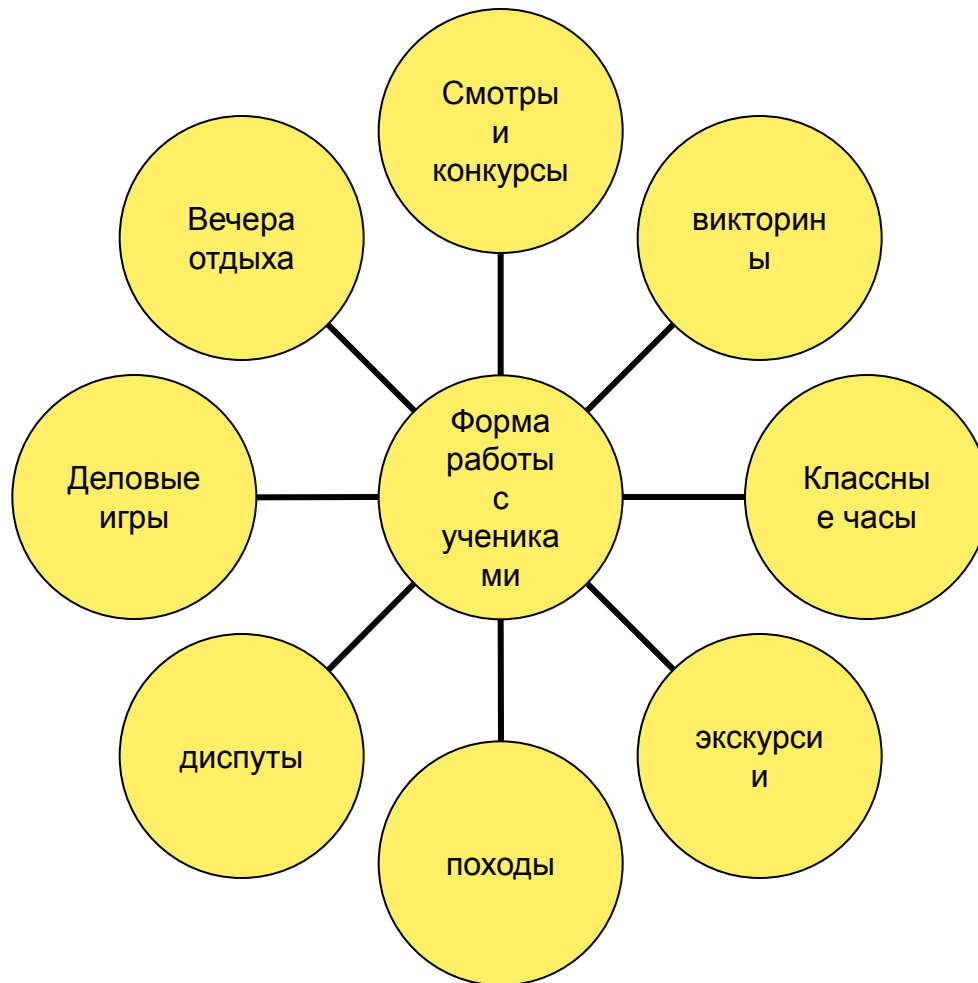 Смотры
и
конкурсы
викторин
ы
Классны
е часы
экскурси
и
походы
диспуты
Деловые
игры
Вечера
отдыха
Форма
работы
с
ученика
ми